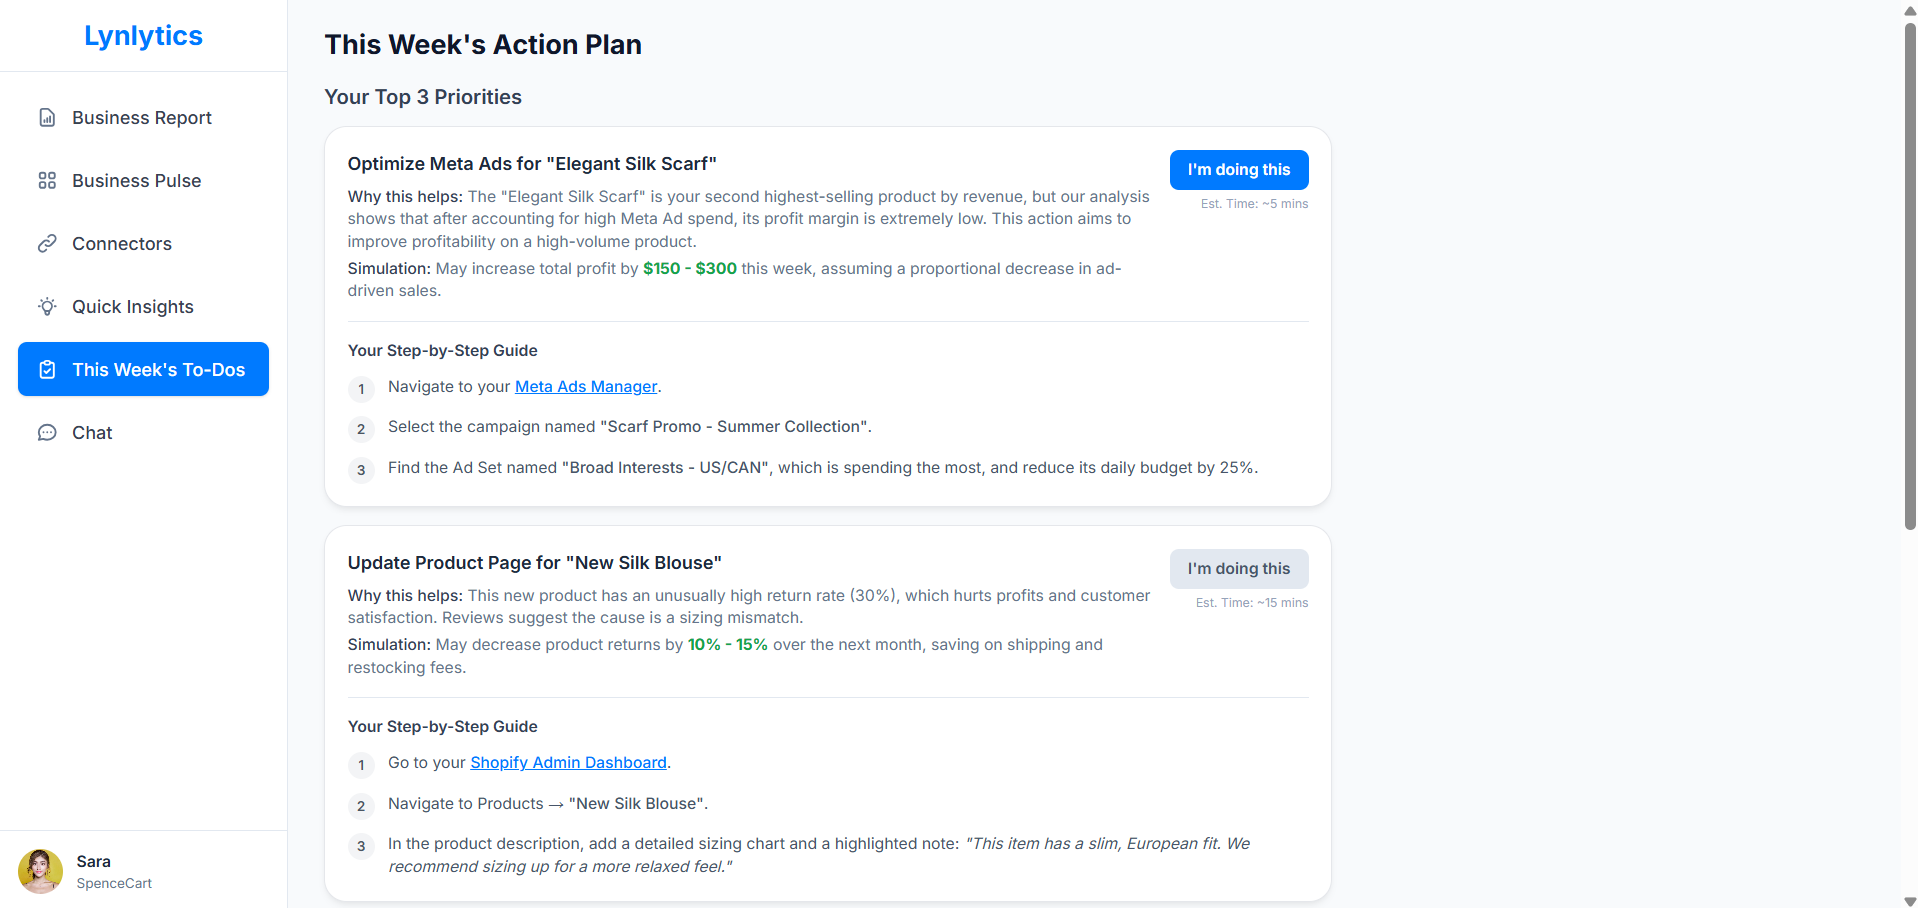 Lynlytics
Business Report
Business Pulse
Connectors
Quick Insights
This Week's To-Dos
Chat
Sara
SpenceCart
This Week's Action Plan
Your Top 3 Priorities
Optimize Meta Ads for "Elegant Silk Scarf"
I'm doing this
Est. Time: ~5 mins
Why this helps: The "Elegant Silk Scarf" is your second highest-selling product by revenue, but our analysis
shows that after accounting for high Meta Ad spend, its profit margin is extremely low. This action aims to
improve profitability on a high-volume product.
Simulation: May increase total profit by $150 - $300 this week, assuming a proportional decrease in ad-
driven sales.
Your Step-by-Step Guide
1 Navigate to your Meta Ads Manager.
2 Select the campaign named "Scarf Promo - Summer Collection".
3 Find the Ad Set named "Broad Interests - US/CAN", which is spending the most, and reduce its daily budget by 25%.
Update Product Page for "New Silk Blouse"
I'm doing this
Est. Time: ~15 mins
Why this helps: This new product has an unusually high return rate (30%), which hurts profits and customer
satisfaction. Reviews suggest the cause is a sizing mismatch.
Simulation: May decrease product returns by 10% - 15% over the next month, saving on shipping and
restocking fees.
Your Step-by-Step Guide
1 Go to your Shopify Admin Dashboard.
2 Navigate to Products → "New Silk Blouse".
3 In the product description, add a detailed sizing chart and a highlighted note: "This item has a slim, European fit. We
recommend sizing up for a more relaxed feel."